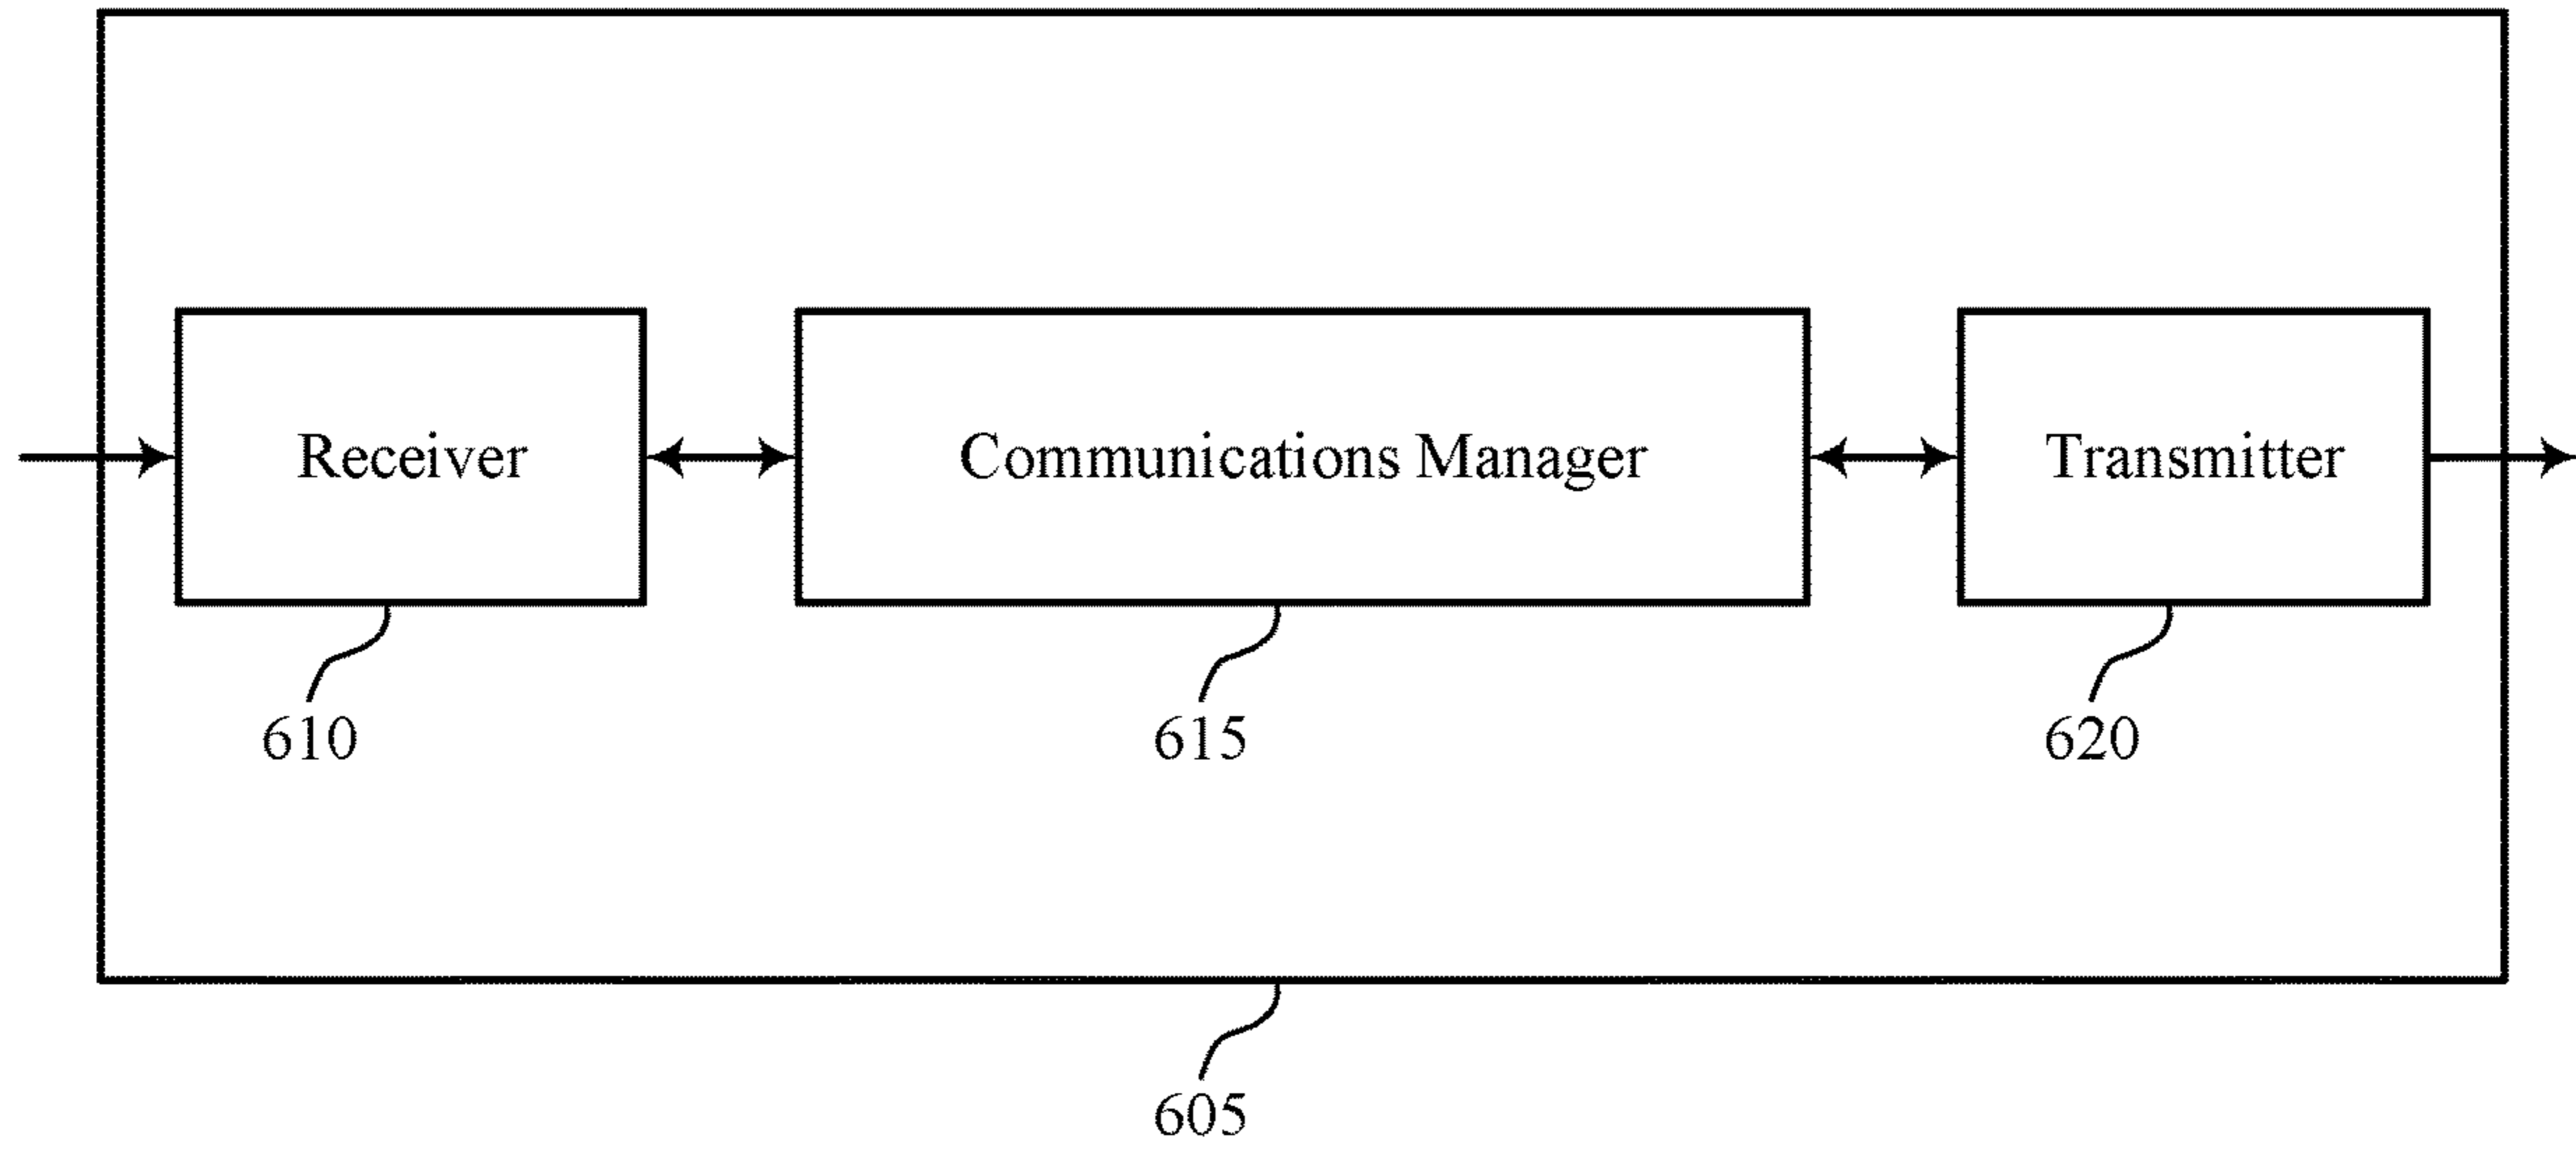 Receiver
Communications Manager
Transmitter
610
615
620
605